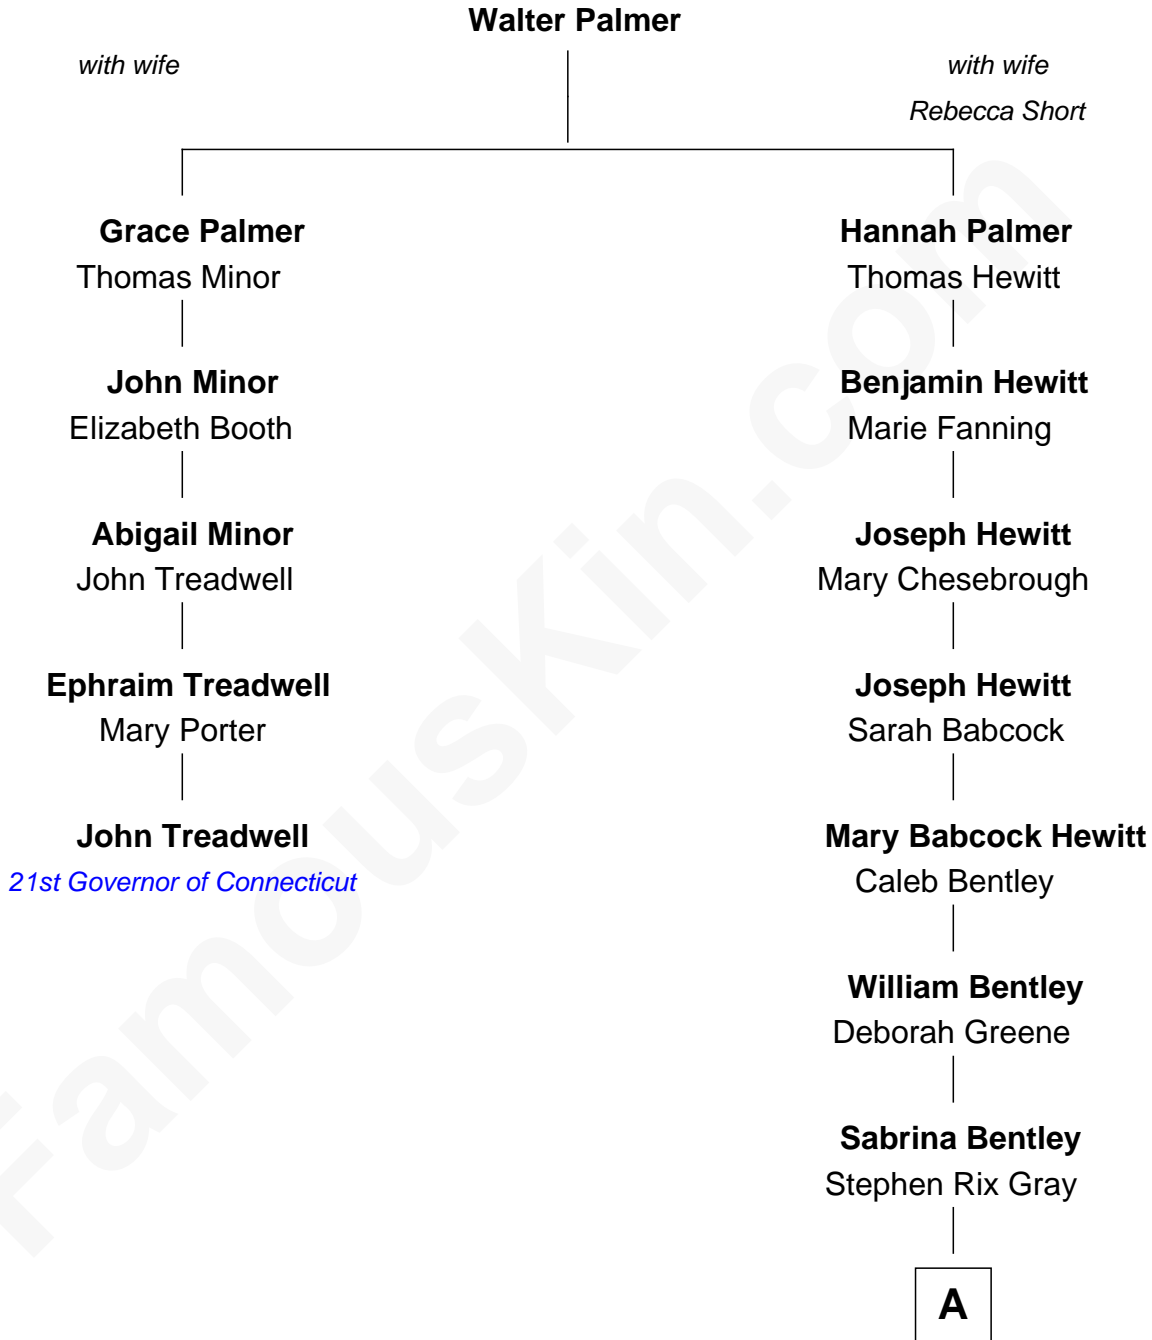 Walter Palmer
with wife
with wife
Rebecca Short
Grace Palmer
Thomas Minor
Hannah Palmer
Thomas Hewitt
John Minor
Elizabeth Booth
Benjamin Hewitt
Marie Fanning
Abigail Minor
John Treadwell
Joseph Hewitt
Mary Chesebrough
Ephraim Treadwell
Mary Porter
Joseph Hewitt
Sarah Babcock
John Treadwell
21st Governor of Connecticut
Mary Babcock Hewitt
Caleb Bentley
William Bentley
Deborah Greene
Sabrina Bentley
Stephen Rix Gray
A
FamousKin.com